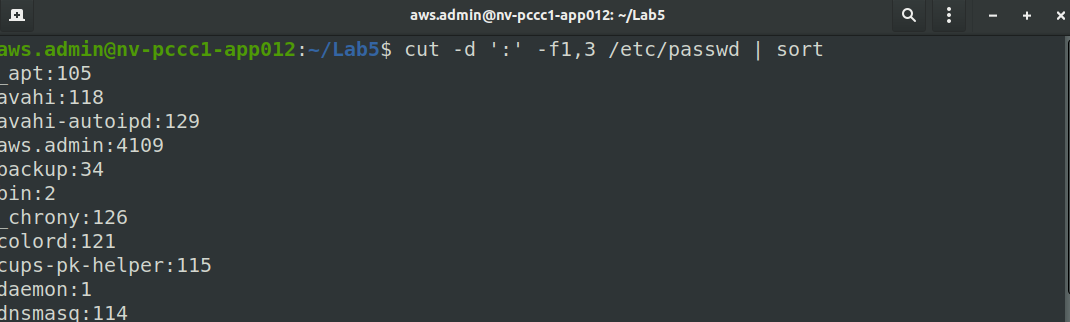 aws.admin@nv-pccc1-app012: ~/Lab5
aws.admin@nv-pccc1-app012:~/Lab5$ cut -d ':' -f1,3 /etc/passwd | sort
_apt:105
avahi:118
avahi-autoipd:129
aws.admin:4109
backup:34
bin:2
_chrony:126
colord:121
cups-pk-helper:115
daemon:1
dnsmasq:114